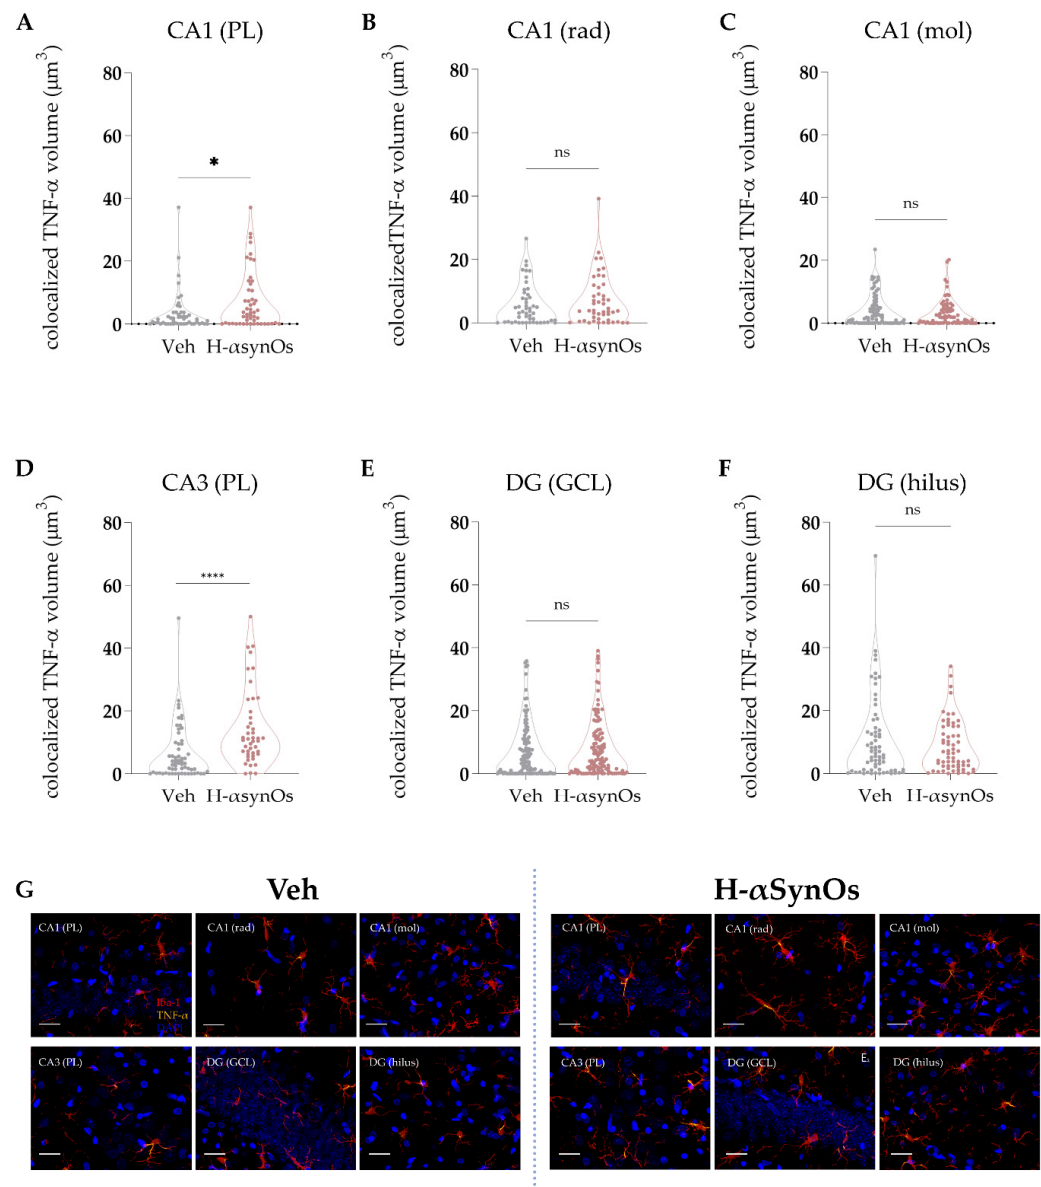 A
CA1 (PL)
colocalized TNF-α volume (μm³)
80
60
40
20
0
*
Veh
H-αsynOs
B
CA1 (rad)
colocalizedTNF-α volume (μm³)
80
60
40
20
0
ns
Veh
H-αsynOs
C
CA1 (mol)
colocalized TNF-α volume (μm³)
80
60
40
20
0
ns
Veh
H-αsynOs
D
CA3 (PL)
colocalized TNF-α volume (μm³)
80
60
40
20
0
****
Veh
H-αsynOs
E
DG (GCL)
colocalized TNF-α volume (μm³)
80
60
40
20
0
ns
Veh
H-αsynOs
F
DG (hilus)
colocalized TNF-α volume (μm³)
80
60
40
20
0
ns
Veh
H-αsynOs
G
Veh
H-αSynOs
CA1 (PL)
Iba-1
TNF-α
DAPI
CA1 (rad)
CA1 (mol)
CA1 (PL)
CA1 (rad)
CA1 (mol)
CA3 (PL)
DG (GCL)
DG (hilus)
CA3 (PL)
DG (GCL)
E.
DG (hilus)